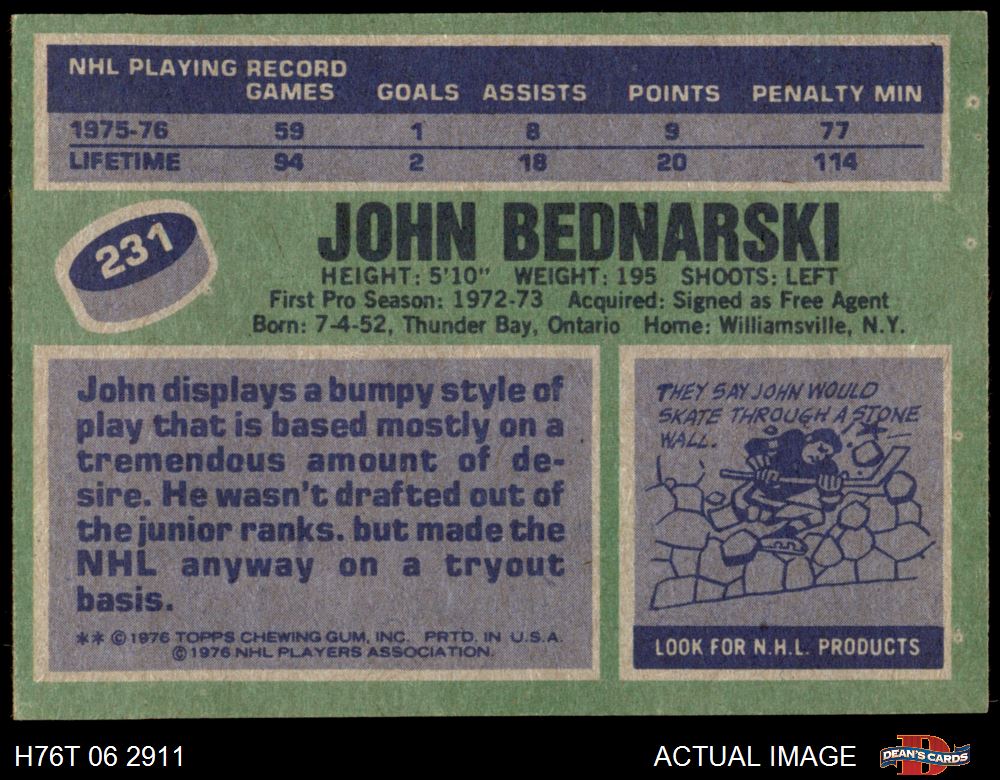 NHL PLAYING RECORD
GAMES GOALS ASSISTS POINTS PENALTY MIN
1975-76 59 1 8 9 77
LIFETIME 94 2 18 20 114
231
JOHN BEDNARSKI
HEIGHT: 5'10" WEIGHT: 195 SHOOTS: LEFT
First Pro Season: 1972-73 Acquired: Signed as Free Agent
Born: 7-4-52, Thunder Bay, Ontario Home: Williamsville, N.Y.
John displays a bumpy style of
play that is based mostly on a
tremendous amount of de-
sire. He wasn't drafted out of
the junior ranks. but made the
NHL anyway on a tryout
basis.
** © 1976 TOPPS CHEWING GUM, INC. PRTD. IN U.S.A.
© 1976 NHL PLAYERS ASSOCIATION.
THEY SAY JOHN WOULD
SKATE THROUGH A STONE
WALL.
LOOK FOR N.H.L. PRODUCTS
H76T 06 2911
ACTUAL IMAGE
D
DEAN'S CARDS